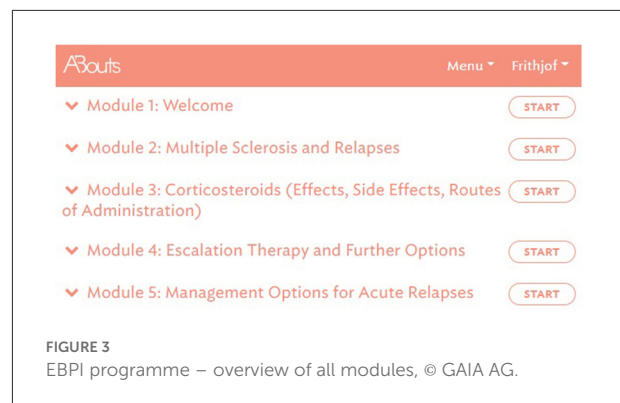 ABouts Menu Frithjof
Module 1: Welcome START
Module 2: Multiple Sclerosis and Relapses START
Module 3: Corticosteroids (Effects, Side Effects, Routes START
of Administration)
Module 4: Escalation Therapy and Further Options START
Module 5: Management Options for Acute Relapses START
FIGURE 3
EBPI programme – overview of all modules, © GAIA AG.